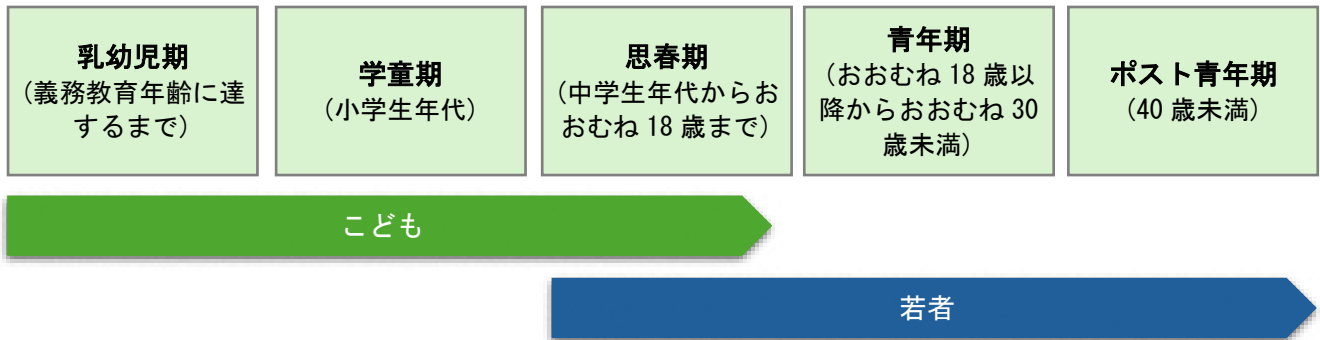 乳幼児期
（義務教育年齢に達
するまで）
学童期
（小学生年代）
思春期
（中学生年代からお
おむね 18 歳まで）
青年期
（おおむね 18 歳以
降からおおむね 30
歳未満）
ポスト青年期
（40 歳未満）
こども
若者